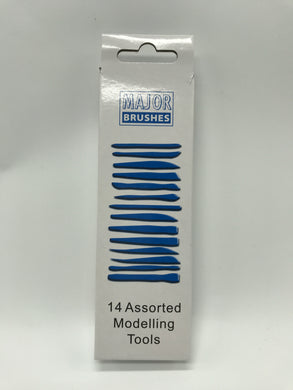 MAJOR
BRUSHES
14 Assorted
Modelling
Tools